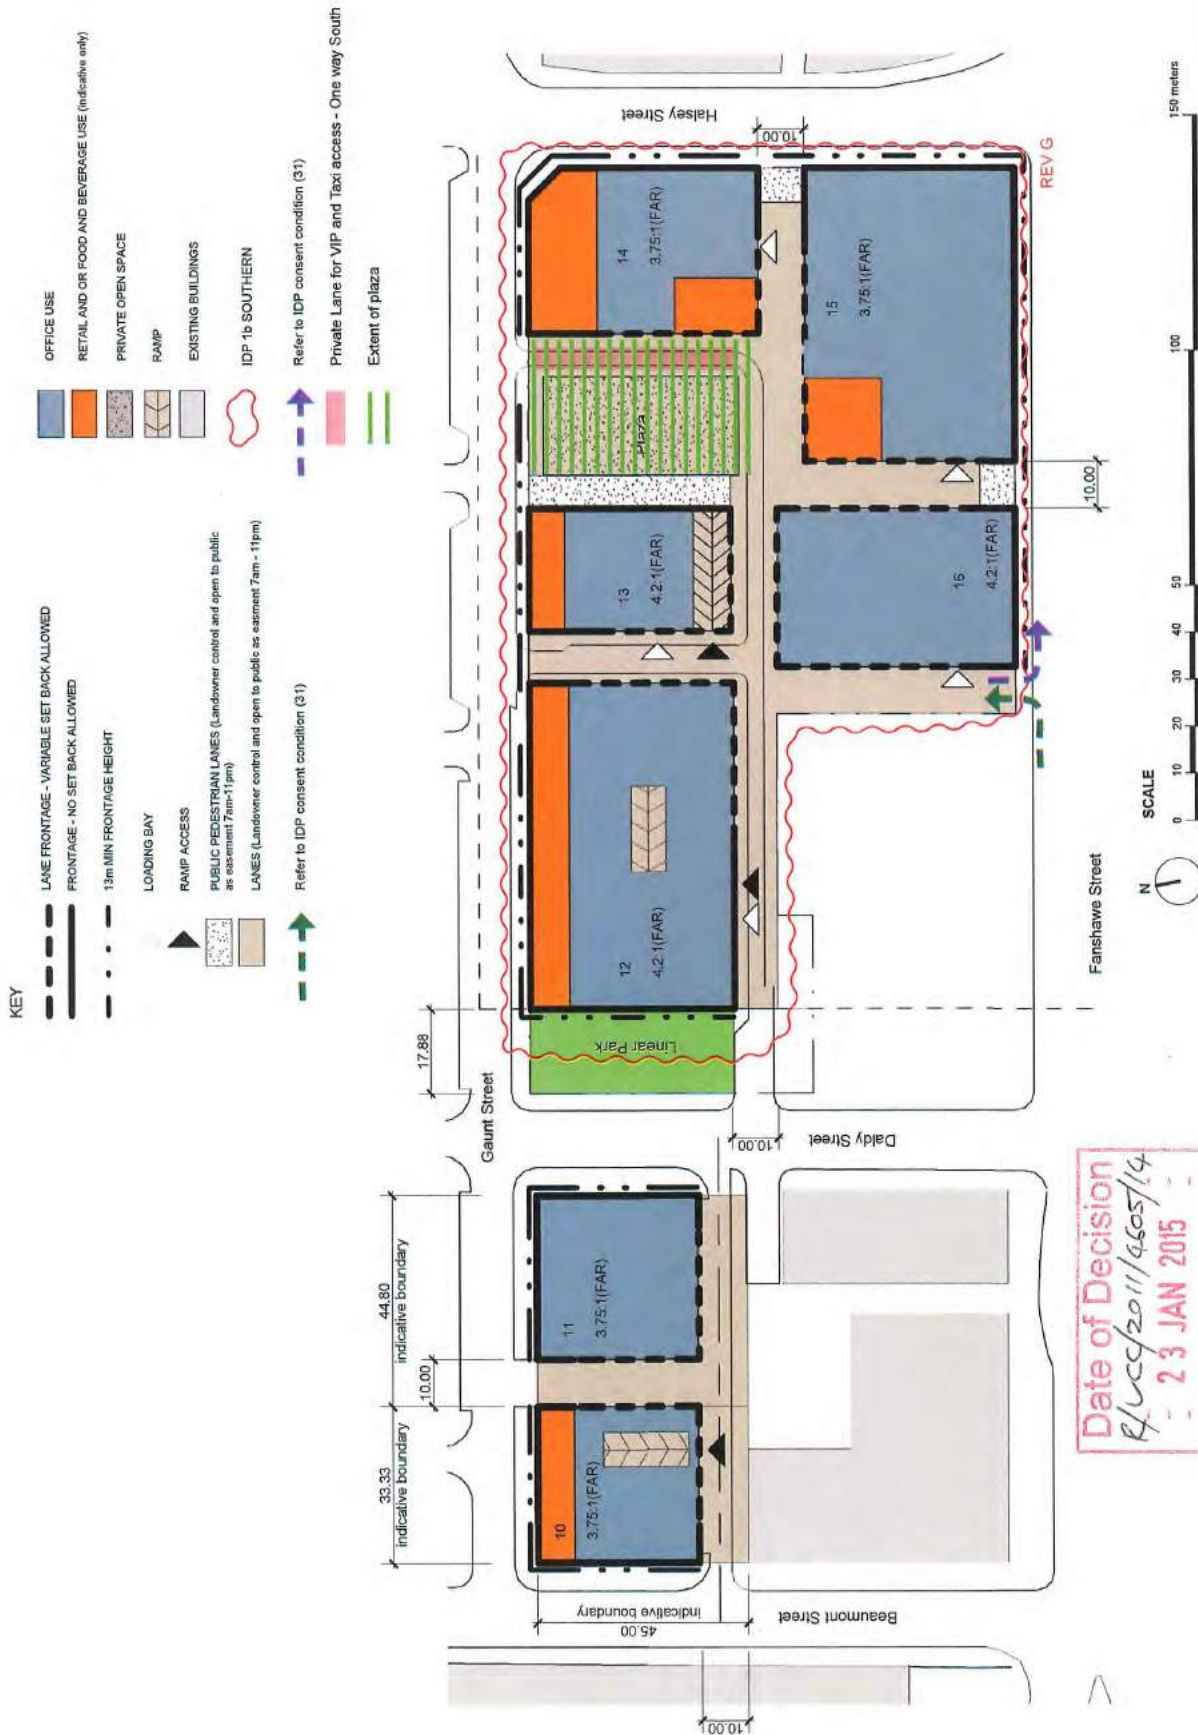 KEY
LANE FRONTAGE - VARIABLE SET BACK ALLOWED
FRONTAGE - NO SET BACK ALLOWED
13m MIN FRONTAGE HEIGHT
LOADING BAY
RAMP ACCESS
PUBLIC PEDESTRIAN LANES (Landowner control and open to public
as easement 7am-11pm)
LANES (Landowner control and open to public as easment 7am - 11pm)
Refer to IDP consent condition (31)
OFFICE USE
RETAIL AND OR FOOD AND BEVERAGE USE (indicative only)
PRIVATE OPEN SPACE
RAMP
EXISTING BUILDINGS
IDP 1b SOUTHERN
Refer to IDP consent condition (31)
Private Lane for VIP and Taxi access - One way South
Extent of plaza
33.33
indicative boundary
44.80
indicative boundary
10.00
17.88
Gaunt Street
10
3.75:1(FAR)
11
3.75:1(FAR)
45.00
indicative boundary
10.00
Beaumont Street
10.00
Daldy Street
Linear Park
12
4.2:1(FAR)
13
4.2:1(FAR)
Plaza
14
3.75:1(FAR)
10.00
Halsey Street
15
3.75:1(FAR)
16
4.2:1(FAR)
10.00
REV G
Fanshawe Street
N
SCALE
0 10 20 30 40 50 100 150 meters
Date of Decision
R/LUCC/2011/4605/14
23 JAN 2015